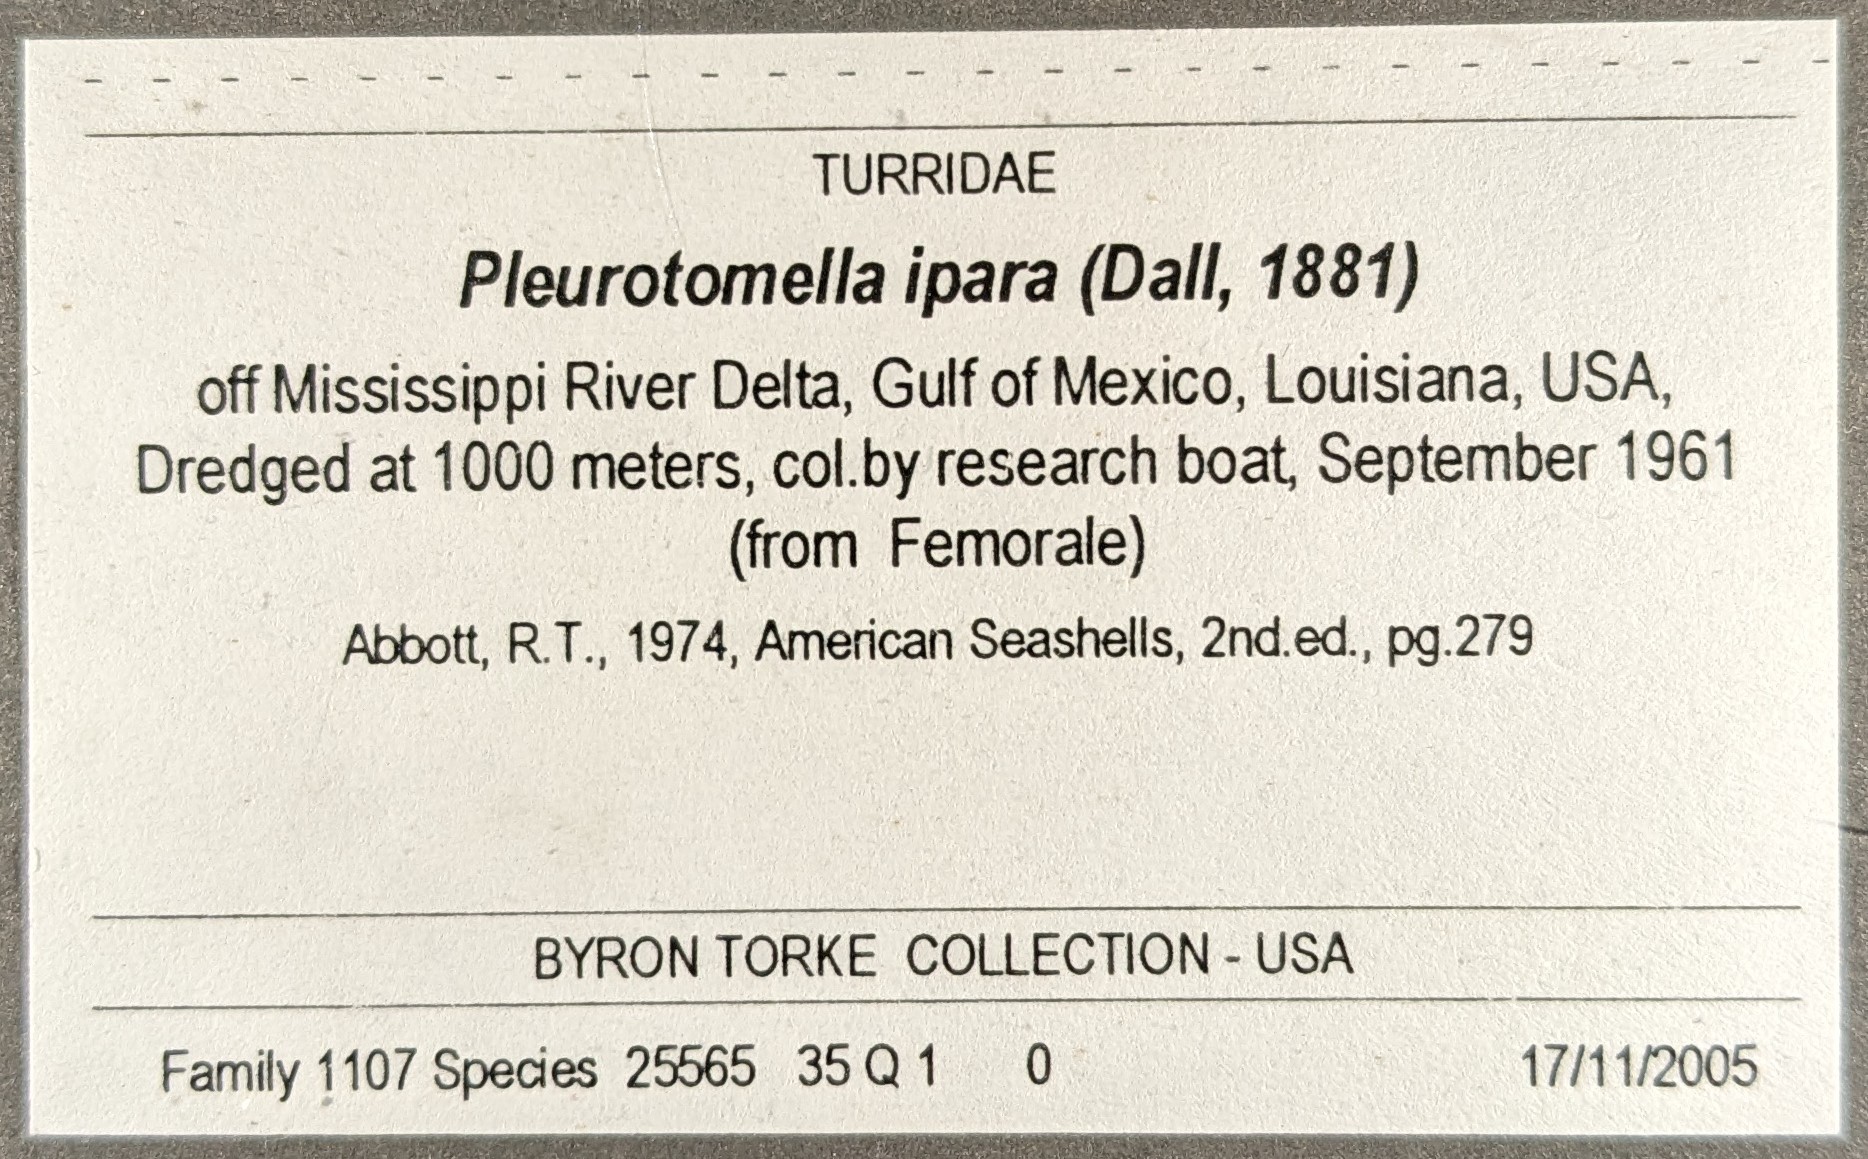 TURRIDAE
Pleurotomella ipara (Dall, 1881)
off Mississippi River Delta, Gulf of Mexico, Louisiana, USA,
Dredged at 1000 meters, col.by research boat, September 1961
(from Femorale)
Abbott, R.T., 1974, American Seashells, 2nd.ed., pg.279
BYRON TORKE COLLECTION - USA
Family 1107 Species 25565 35 Q 1 0 17/11/2005